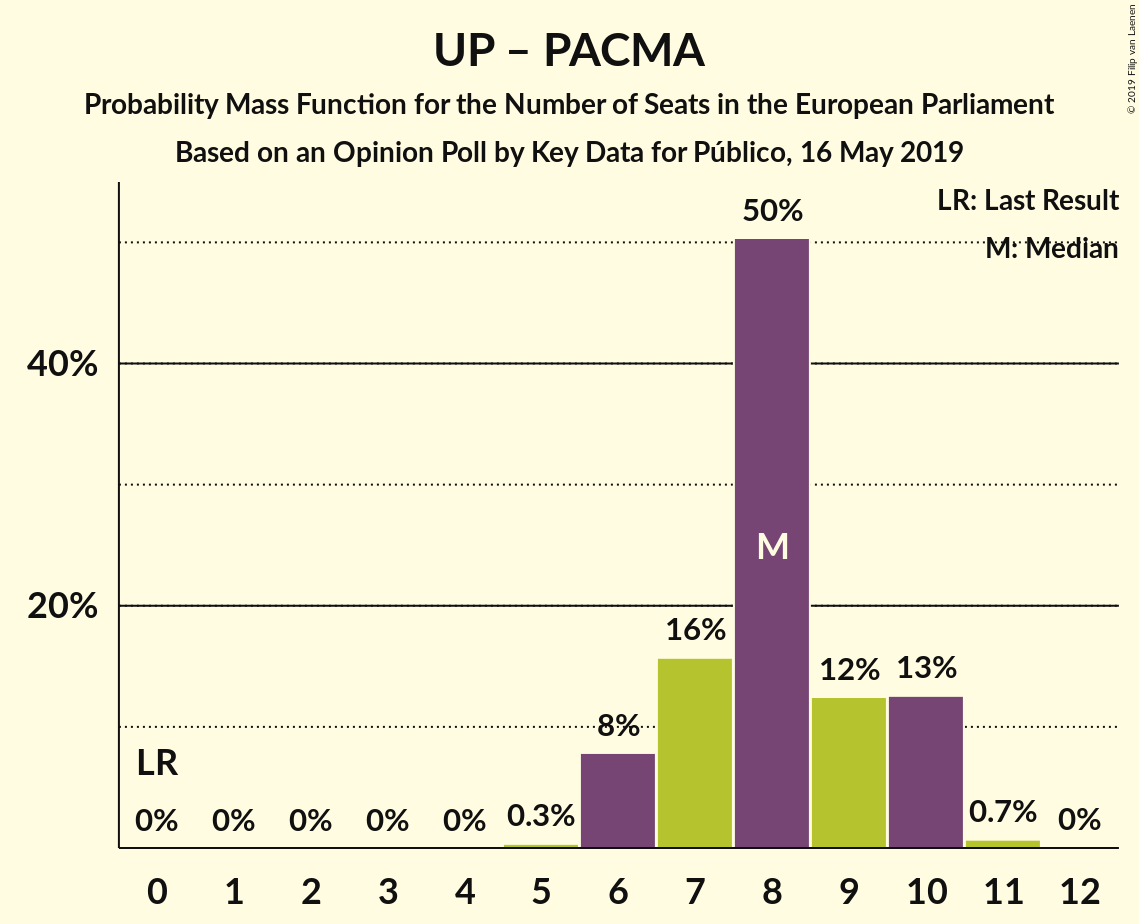 UP – PACMA
Probability Mass Function for the Number of Seats in the European Parliament
Based on an Opinion Poll by Key Data for Público, 16 May 2019
© 2019 Filip van Laenen
LR: Last Result
M: Median
50%
40%
M
20%
16%
12%
13%
8%
LR
0%
0%
0%
0%
0%
0.3%
0.7%
0%
0 1 2 3 4 5 6 7 8 9 10 11 12